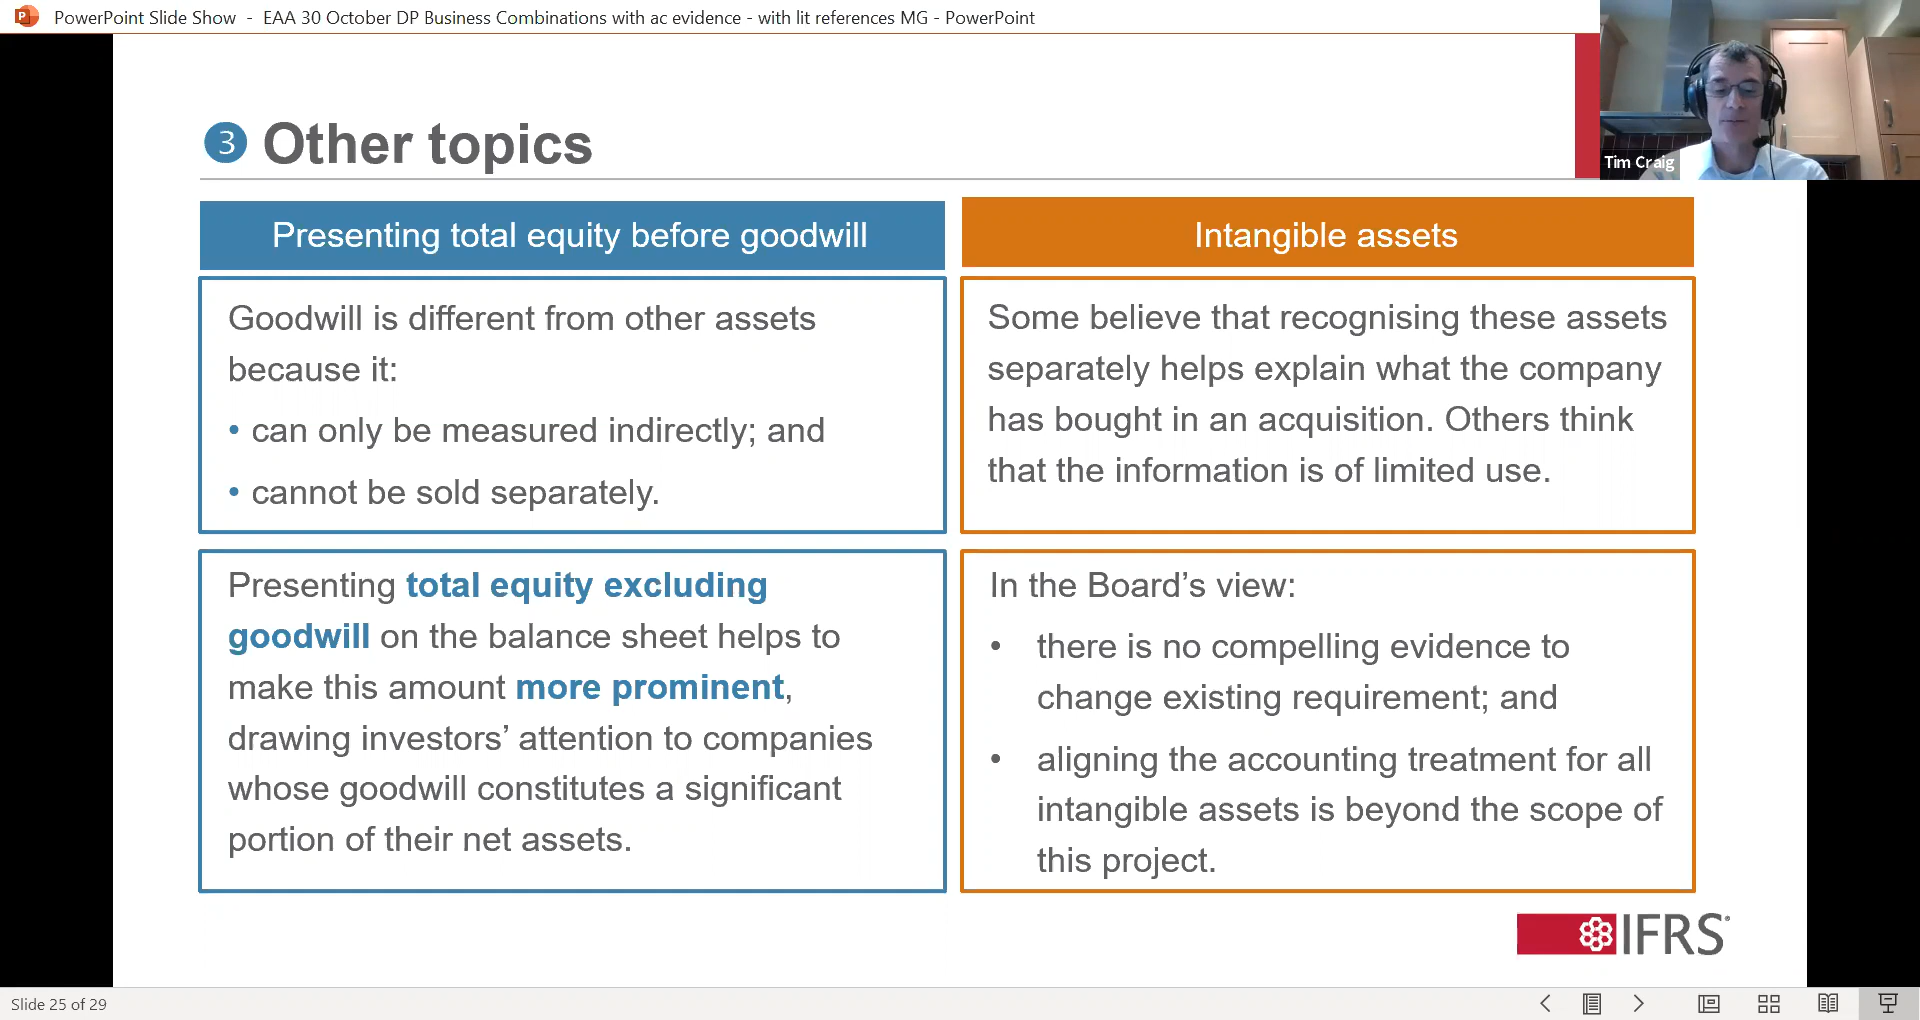 PowerPoint Slide Show - EAA 30 October DP Business Combinations with ac evidence - with lit references MG - PowerPoint
Tim Craig
3 Other topics
Presenting total equity before goodwill
Goodwill is different from other assets
because it:
• can only be measured indirectly; and
• cannot be sold separately.
Presenting total equity excluding
goodwill on the balance sheet helps to
make this amount more prominent,
drawing investors’ attention to companies
whose goodwill constitutes a significant
portion of their net assets.
Intangible assets
Some believe that recognising these assets
separately helps explain what the company
has bought in an acquisition. Others think
that the information is of limited use.
In the Board’s view:
• there is no compelling evidence to
change existing requirement; and
• aligning the accounting treatment for all
intangible assets is beyond the scope of
this project.
IFRS®
Slide 25 of 29